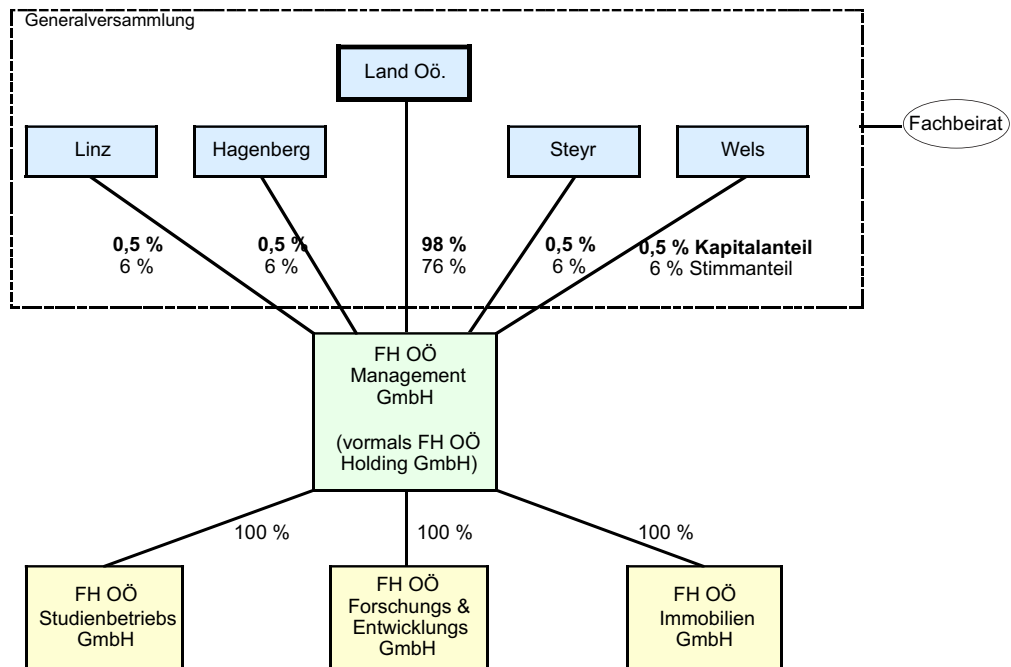 Generalversammlung
Land Oö.
Fachbeirat
Linz
Hagenberg
Steyr
Wels
0,5 %
6 %
0,5 %
6 %
98 %
76 %
0,5 %
6 %
0,5 % Kapitalanteil
6 % Stimmanteil
FH OÖ
Management
GmbH
(vormals FH OÖ
Holding GmbH)
100 %
100 %
100 %
FH OÖ
Studienbetriebs
GmbH
FH OÖ
Forschungs &
Entwicklungs
GmbH
FH OÖ
Immobilien
GmbH